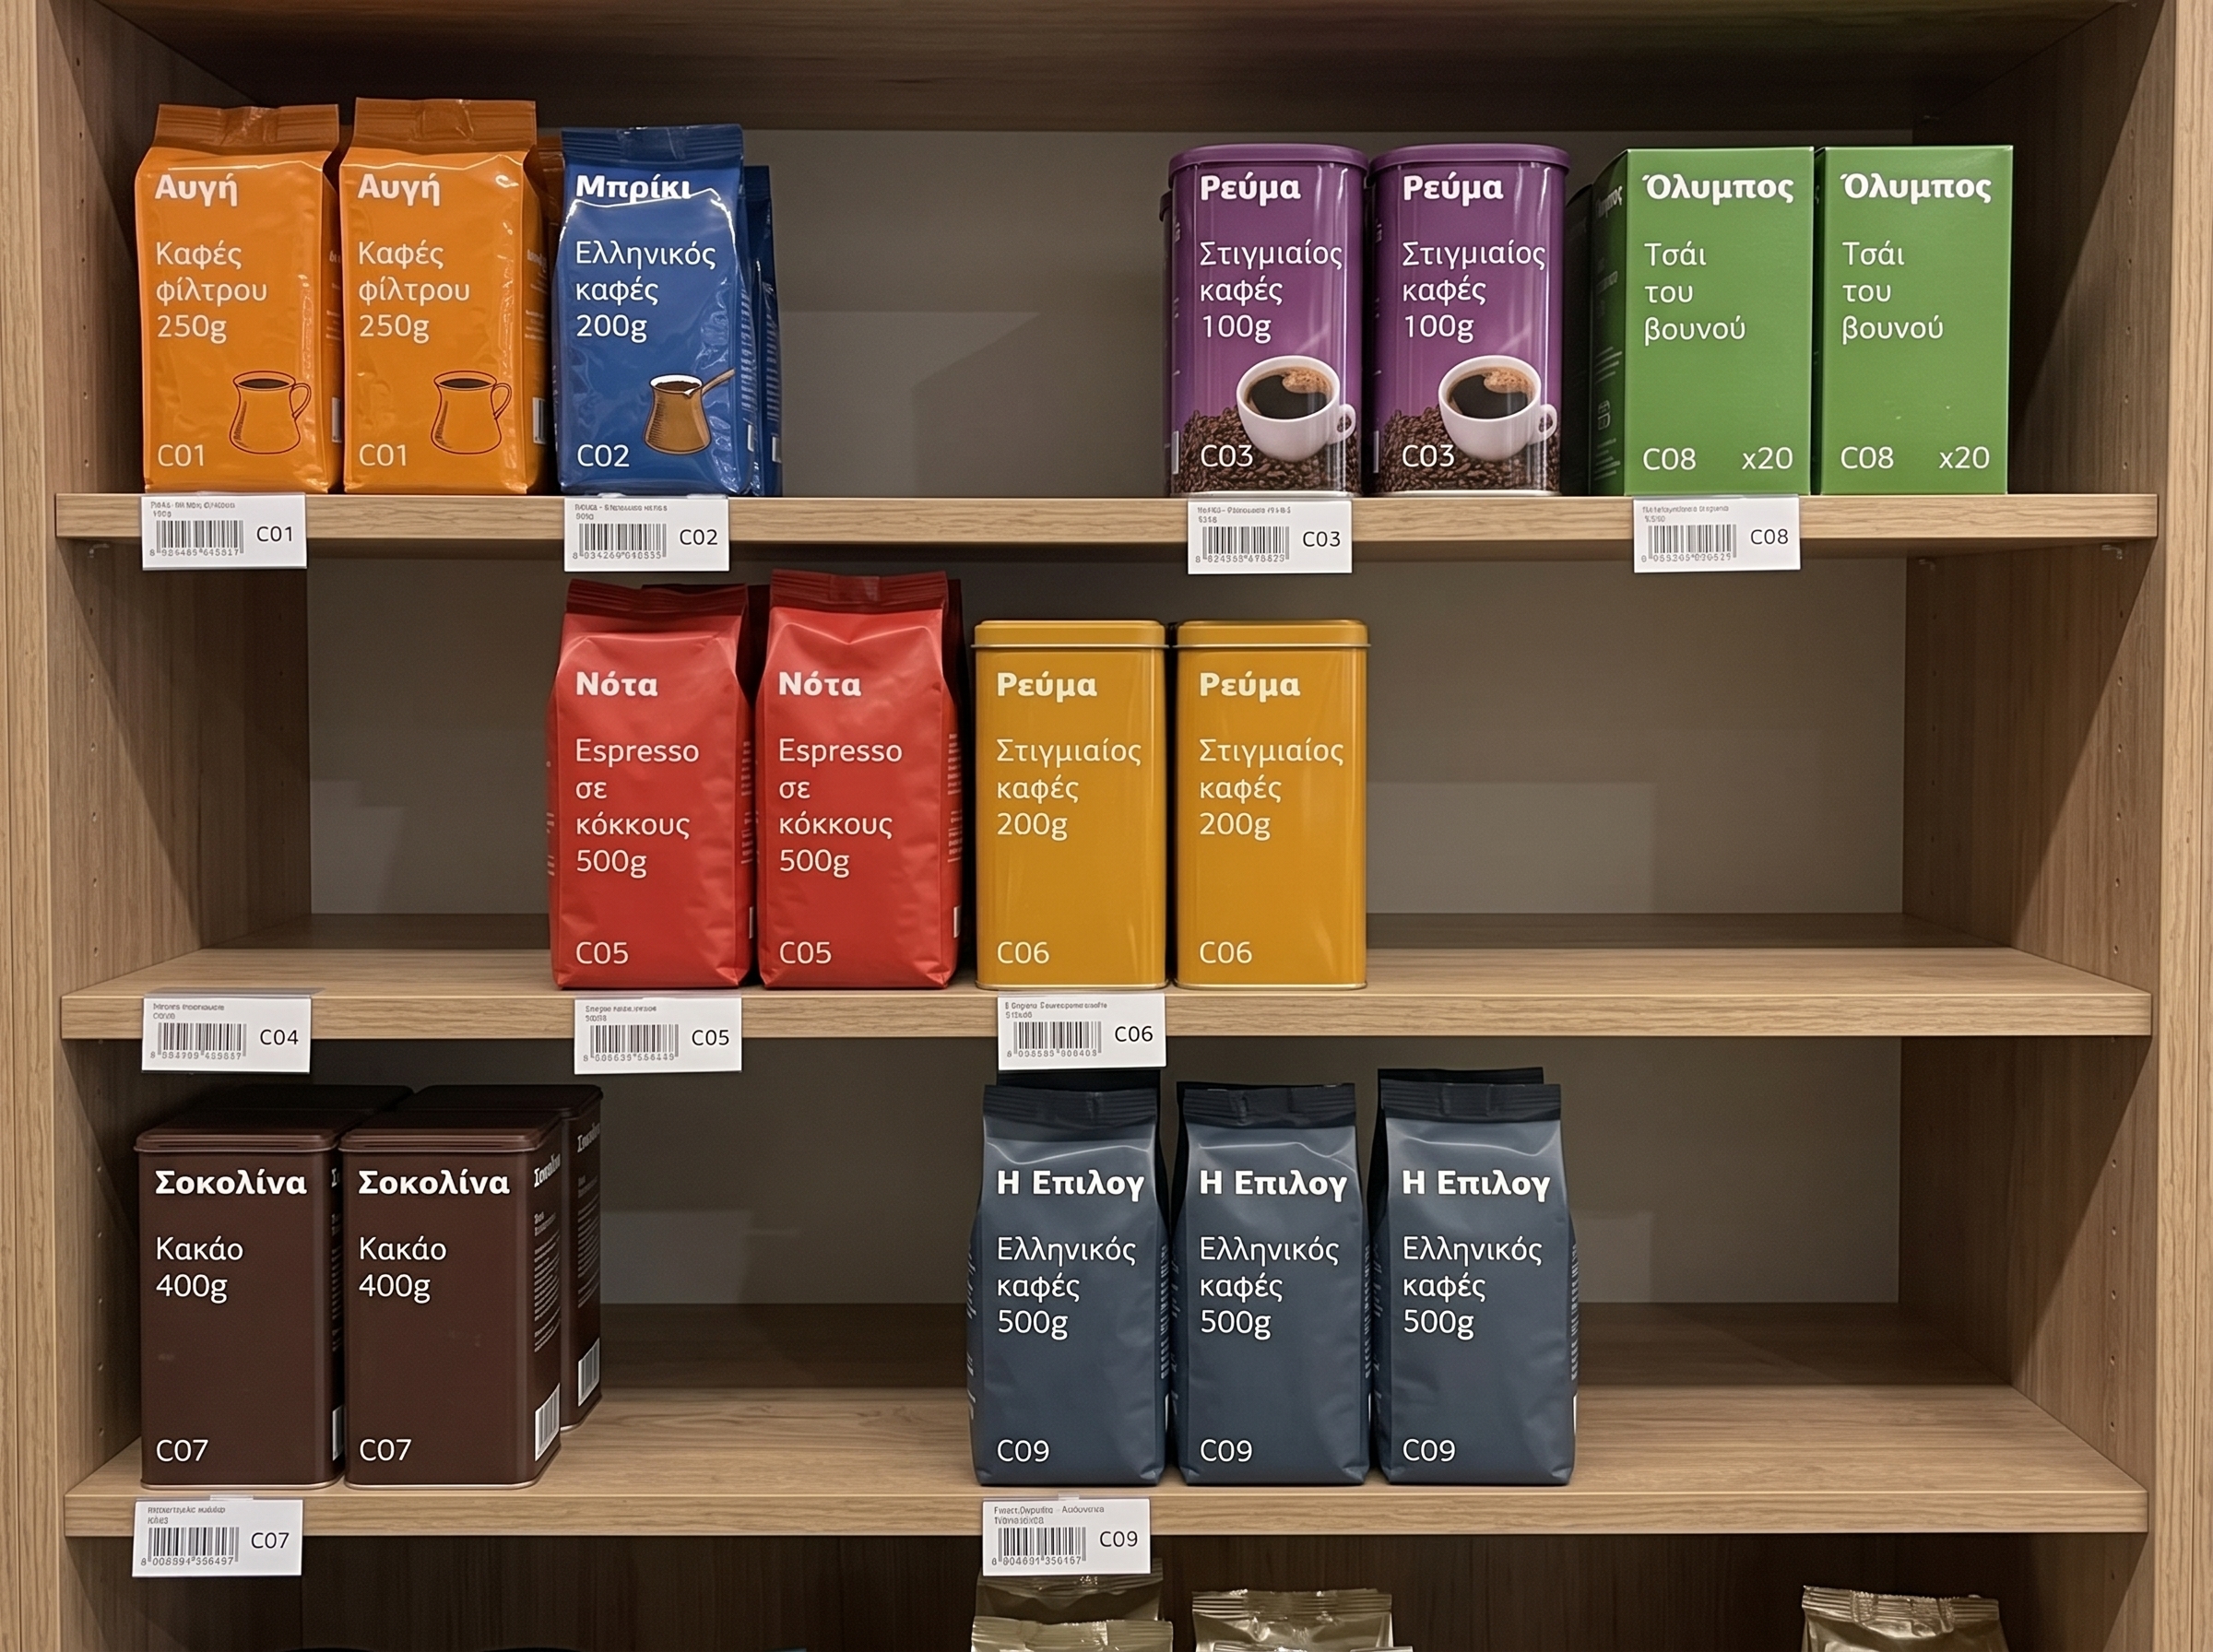 Αυγή
Καφές
φίλτρου
250g
C01
Αυγή
Καφές
φίλτρου
250g
C01
Μπρίκι
Ελληνικός
καφές
200g
C02
Ρεύμα
Στιγμιαίος
καφές
100g
C03
Ρεύμα
Στιγμιαίος
καφές
100g
C03
Όλυμπος
Τσάι
του
βουνού
C08 x20
Όλυμπος
Τσάι
του
βουνού
C08 x20
C01
C02
C03
C08
Νότα
Espresso
σε
κόκκους
500g
C05
Νότα
Espresso
σε
κόκκους
500g
C05
Ρεύμα
Στιγμιαίος
καφές
200g
C06
Ρεύμα
Στιγμιαίος
καφές
200g
C06
C04
C05
C06
Σοκολίνα
Κακάο
400g
C07
Σοκολίνα
Κακάο
400g
C07
Η Επιλογ
Ελληνικός
καφές
500g
C09
Η Επιλογ
Ελληνικός
καφές
500g
C09
Η Επιλογ
Ελληνικός
καφές
500g
C09
C07
C09